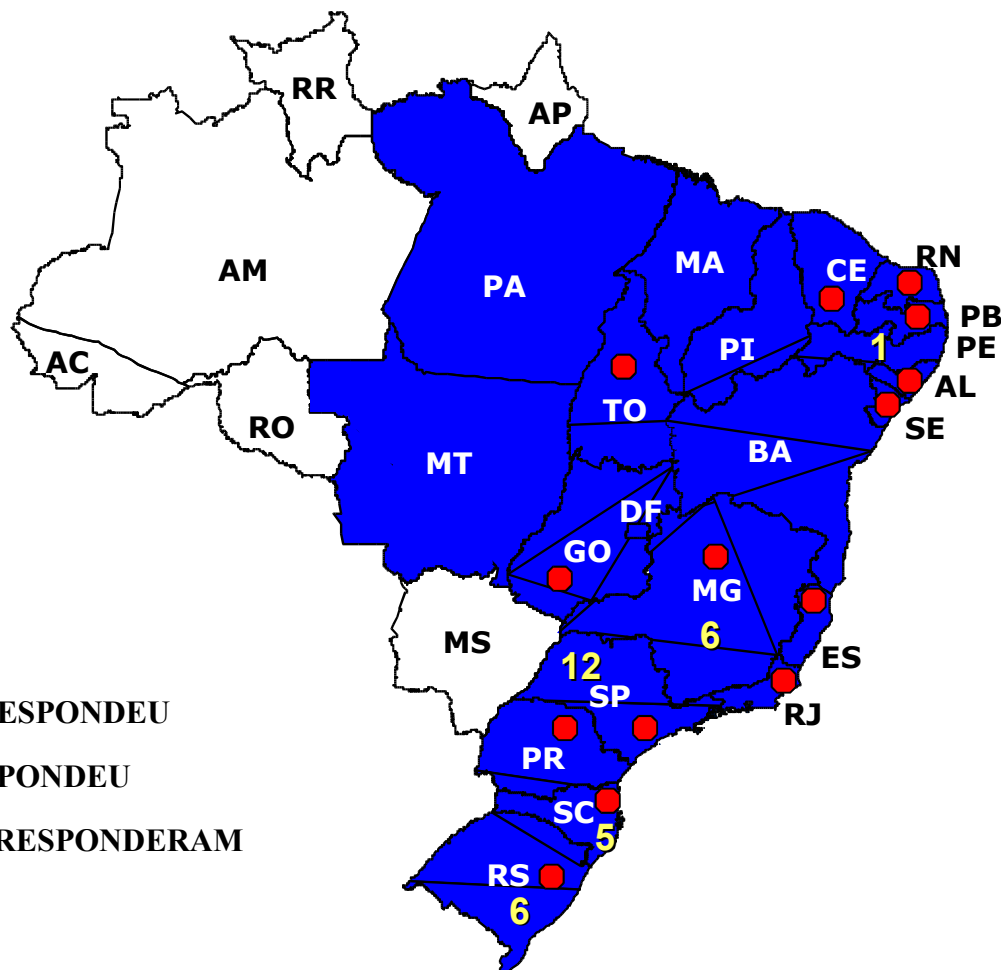 RR
AP
AM
PA
MA
CE
RN
PB
PE
1
PI
AC
AL
TO
SE
RO
MT
BA
DF
GO
MG
6
MS
ES
12
SP
RJ
ESPONDEU
PR
PONDEU
SC
5
RESPONDERAM
RS
6